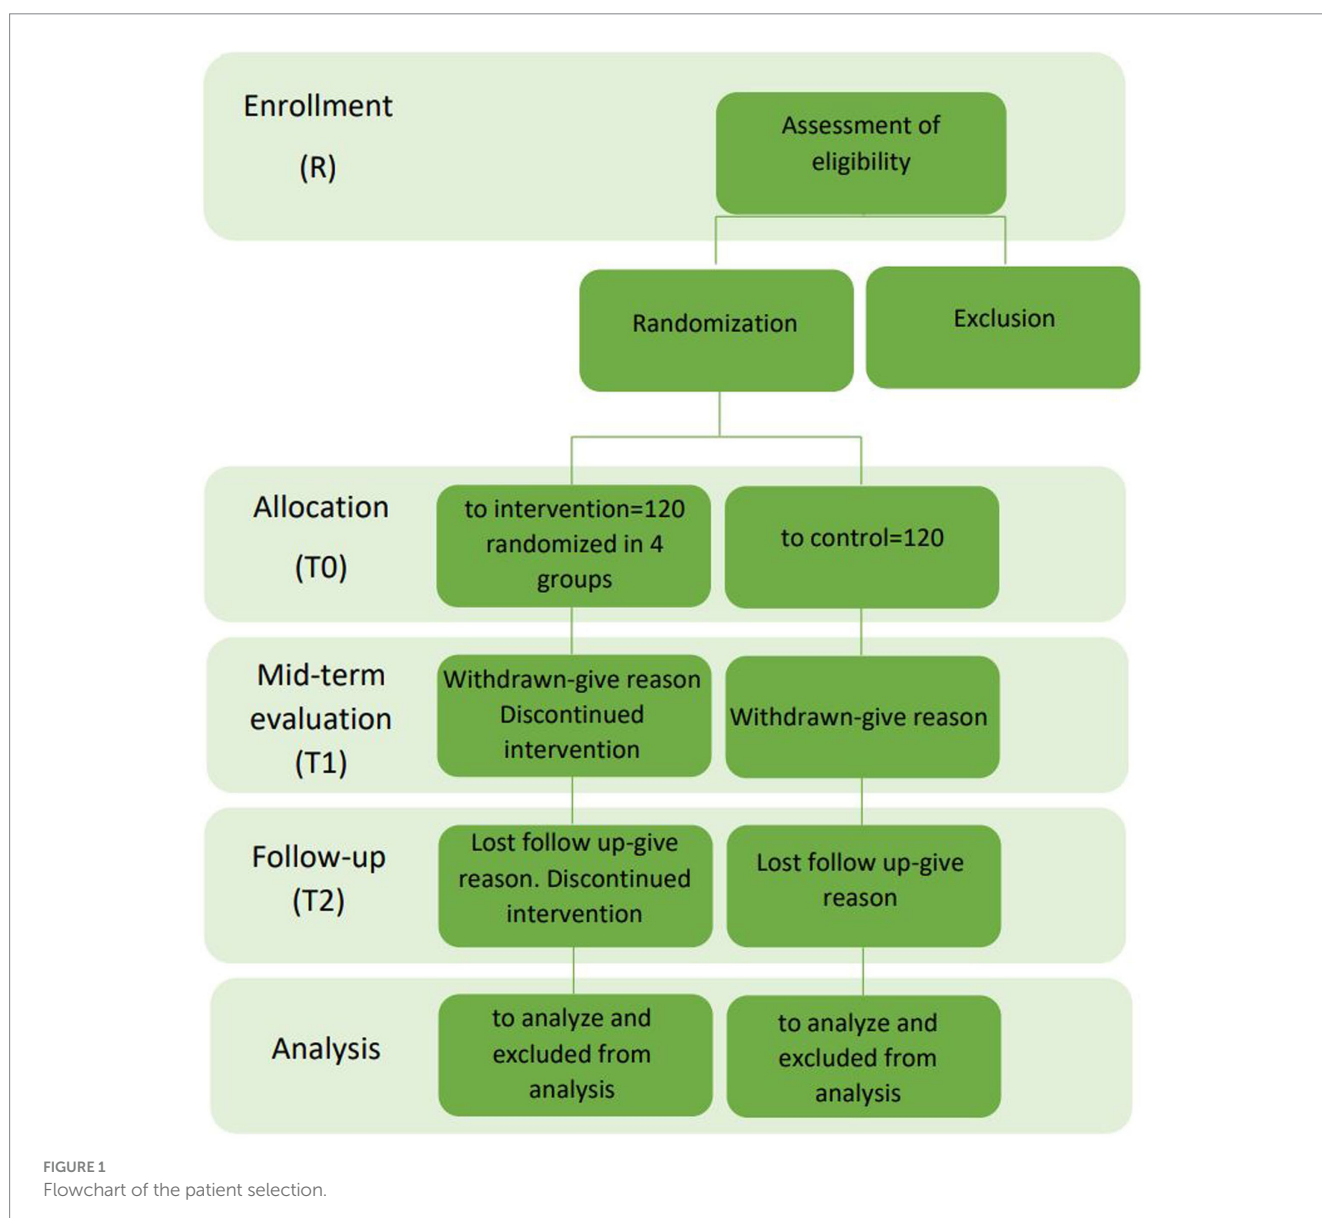 Enrollment
(R)
Assessment of
eligibility
Randomization
Exclusion
Allocation
(T0)
to intervention=120
randomized in 4
groups
to control=120
Mid-term
evaluation
(T1)
Withdrawn-give reason
Discontinued
intervention
Withdrawn-give reason
Follow-up
(T2)
Lost follow up-give
reason. Discontinued
intervention
Lost follow up-give
reason
Analysis
to analyze and
excluded from
analysis
to analyze and
excluded from
analysis
FIGURE 1
Flowchart of the patient selection.